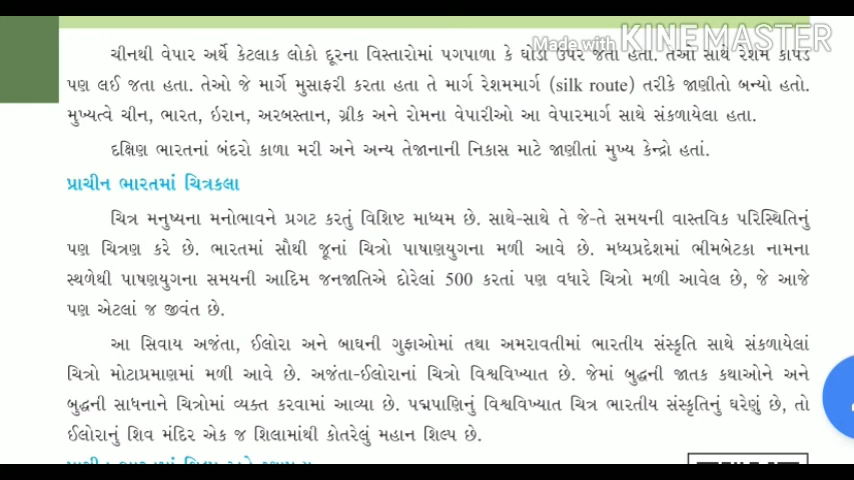 Made with KINEMASTER
ચીનથી વેપાર અર્થે કેટલાક લોકો દૂરના વિસ્તારોમાં પગપાળા કે ઘોડા ઉપર જતા હતા. તેઓ સાથે રેશમ કાપડ
પણ લઈ જતા હતા. તેઓ જે માર્ગે મુસાફરી કરતા હતા તે માર્ગ રેશમમાર્ગ (silk route) તરીકે જાણીતો બન્યો હતો.
મુખ્યત્વે ચીન, ભારત, ઇરાન, અરબસ્તાન, ગ્રીક અને રોમના વેપારીઓ આ વેપારમાર્ગ સાથે સંકળાયેલા હતા.
દક્ષિણ ભારતનાં બંદરો કાળા મરી અને અન્ય તેજાનાની નિકાસ માટે જાણીતાં મુખ્ય કેન્દ્રો હતાં.
પ્રાચીન ભારતમાં ચિત્રકલા
ચિત્ર મનુષ્યના મનોભાવને પ્રગટ કરતું વિશિષ્ટ માધ્યમ છે. સાથે-સાથે તે જે-તે સમયની વાસ્તવિક પરિસ્થિતિનું
પણ ચિત્રણ કરે છે. ભારતમાં સૌથી જૂનાં ચિત્રો પાષાણયુગના મળી આવે છે. મધ્યપ્રદેશમાં ભીમબેટકા નામના
સ્થળેથી પાષણયુગના સમયની આદિમ જનજાતિએ દોરેલાં 500 કરતાં પણ વધારે ચિત્રો મળી આવેલ છે, જે આજે
પણ એટલાં જ જીવંત છે.
આ સિવાય અજંતા, ઈલોરા અને બાઘની ગુફાઓમાં તથા અમરાવતીમાં ભારતીય સંસ્કૃતિ સાથે સંકળાયેલાં
ચિત્રો મોટાપ્રમાણમાં મળી આવે છે. અજંતા-ઈલોરાનાં ચિત્રો વિશ્વવિખ્યાત છે. જેમાં બુદ્ધની જાતક કથાઓને અને
બુદ્ધની સાધનાને ચિત્રોમાં વ્યક્ત કરવામાં આવ્યા છે. પદ્મપાણિનું વિશ્વવિખ્યાત ચિત્ર ભારતીય સંસ્કૃતિનું ઘરેણું છે, તો
ઈલોરાનું શિવ મંદિર એક જ શિલામાંથી કોતરેલું મહાન શિલ્પ છે.